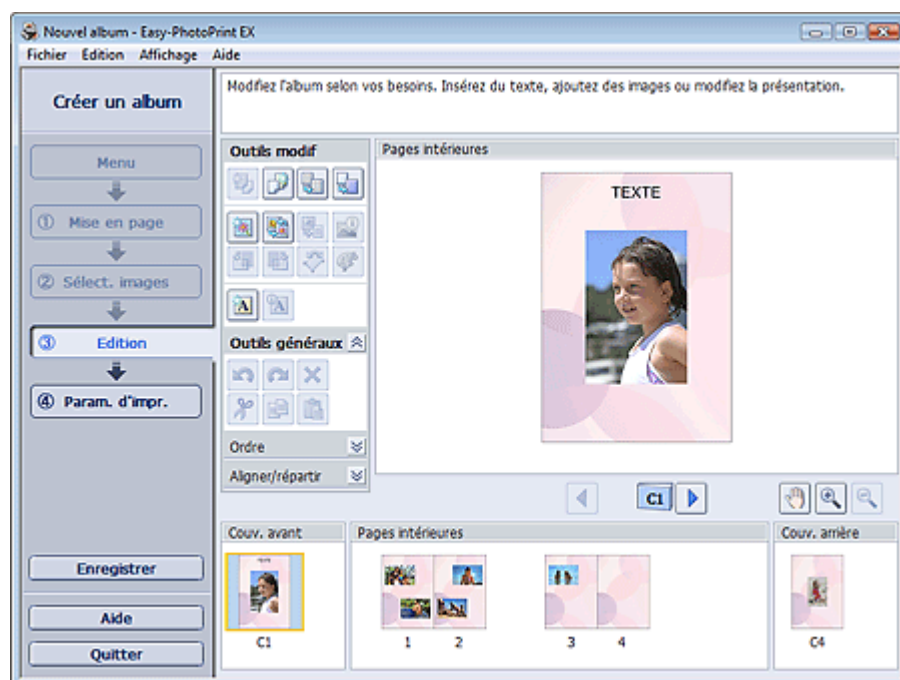 Nouvel album - Easy-PhotoPrint EX
Fichier Edition Affichage Aide
Créer un album
Modifiez l'album selon vos besoins. Insérez du texte, ajoutez des images ou modifiez la présentation.
Menu
① Mise en page
② Sélect. images
③ Edition
④ Param. d'impr.
Enregistrer
Aide
Quitter
Outils modif
Outils généraux
Ordre
Aligner/répartir
Pages intérieures
TEXTE
C1
Couv. avant
C1
Pages intérieures
1 2 3 4
Couv. arrière
C4